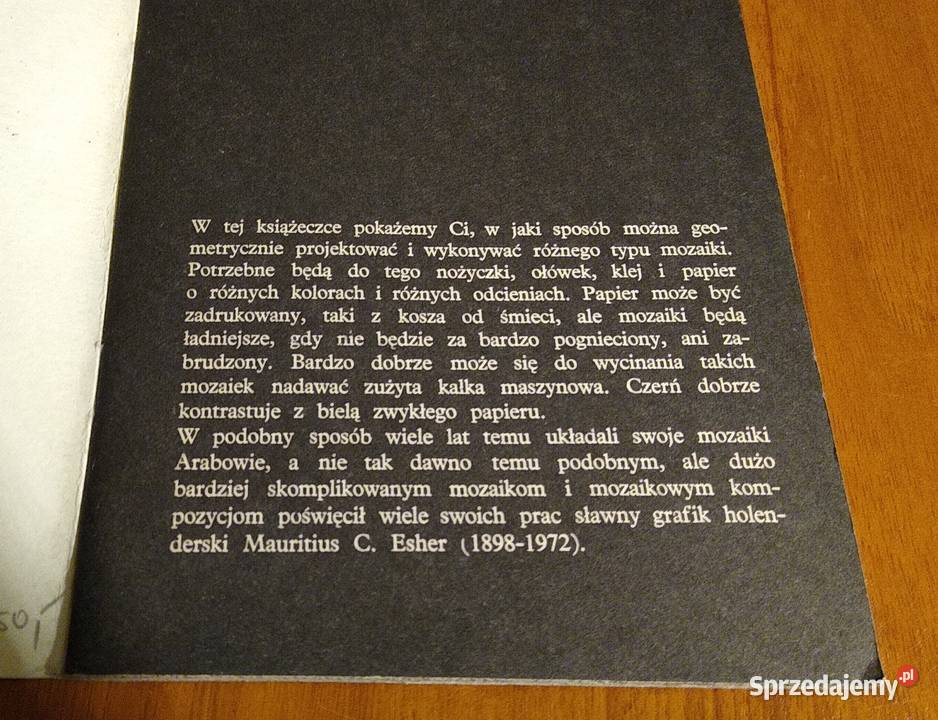 W tej książeczce pokażemy Ci, w jaki sposób można geo-
metrycznie projektować i wykonywać różnego typu mozaiki.
Potrzebne będą do tego nożyczki, ołówek, klej i papier
o różnych kolorach i różnych odcieniach. Papier może być
zadrukowany, taki z kosza od śmieci, ale mozaiki będą
ładniejsze, gdy nie będzie za bardzo pognieciony, ani za-
brudzony. Bardzo dobrze może się do wycinania takich
mozaiek nadawać zużyta kalka maszynowa. Czerń dobrze
kontrastuje z bielą zwykłego papieru.
W podobny sposób wiele lat temu układali swoje mozaiki
Arabowie, a nie tak dawno temu podobnym, ale dużo
bardziej skomplikowanym mozaikom i mozaikowym kom-
pozycjom poświęcił wiele swoich prac sławny grafik holen-
derski Mauritius C. Esher (1898-1972).
50,-
Sprzedajemy.pl